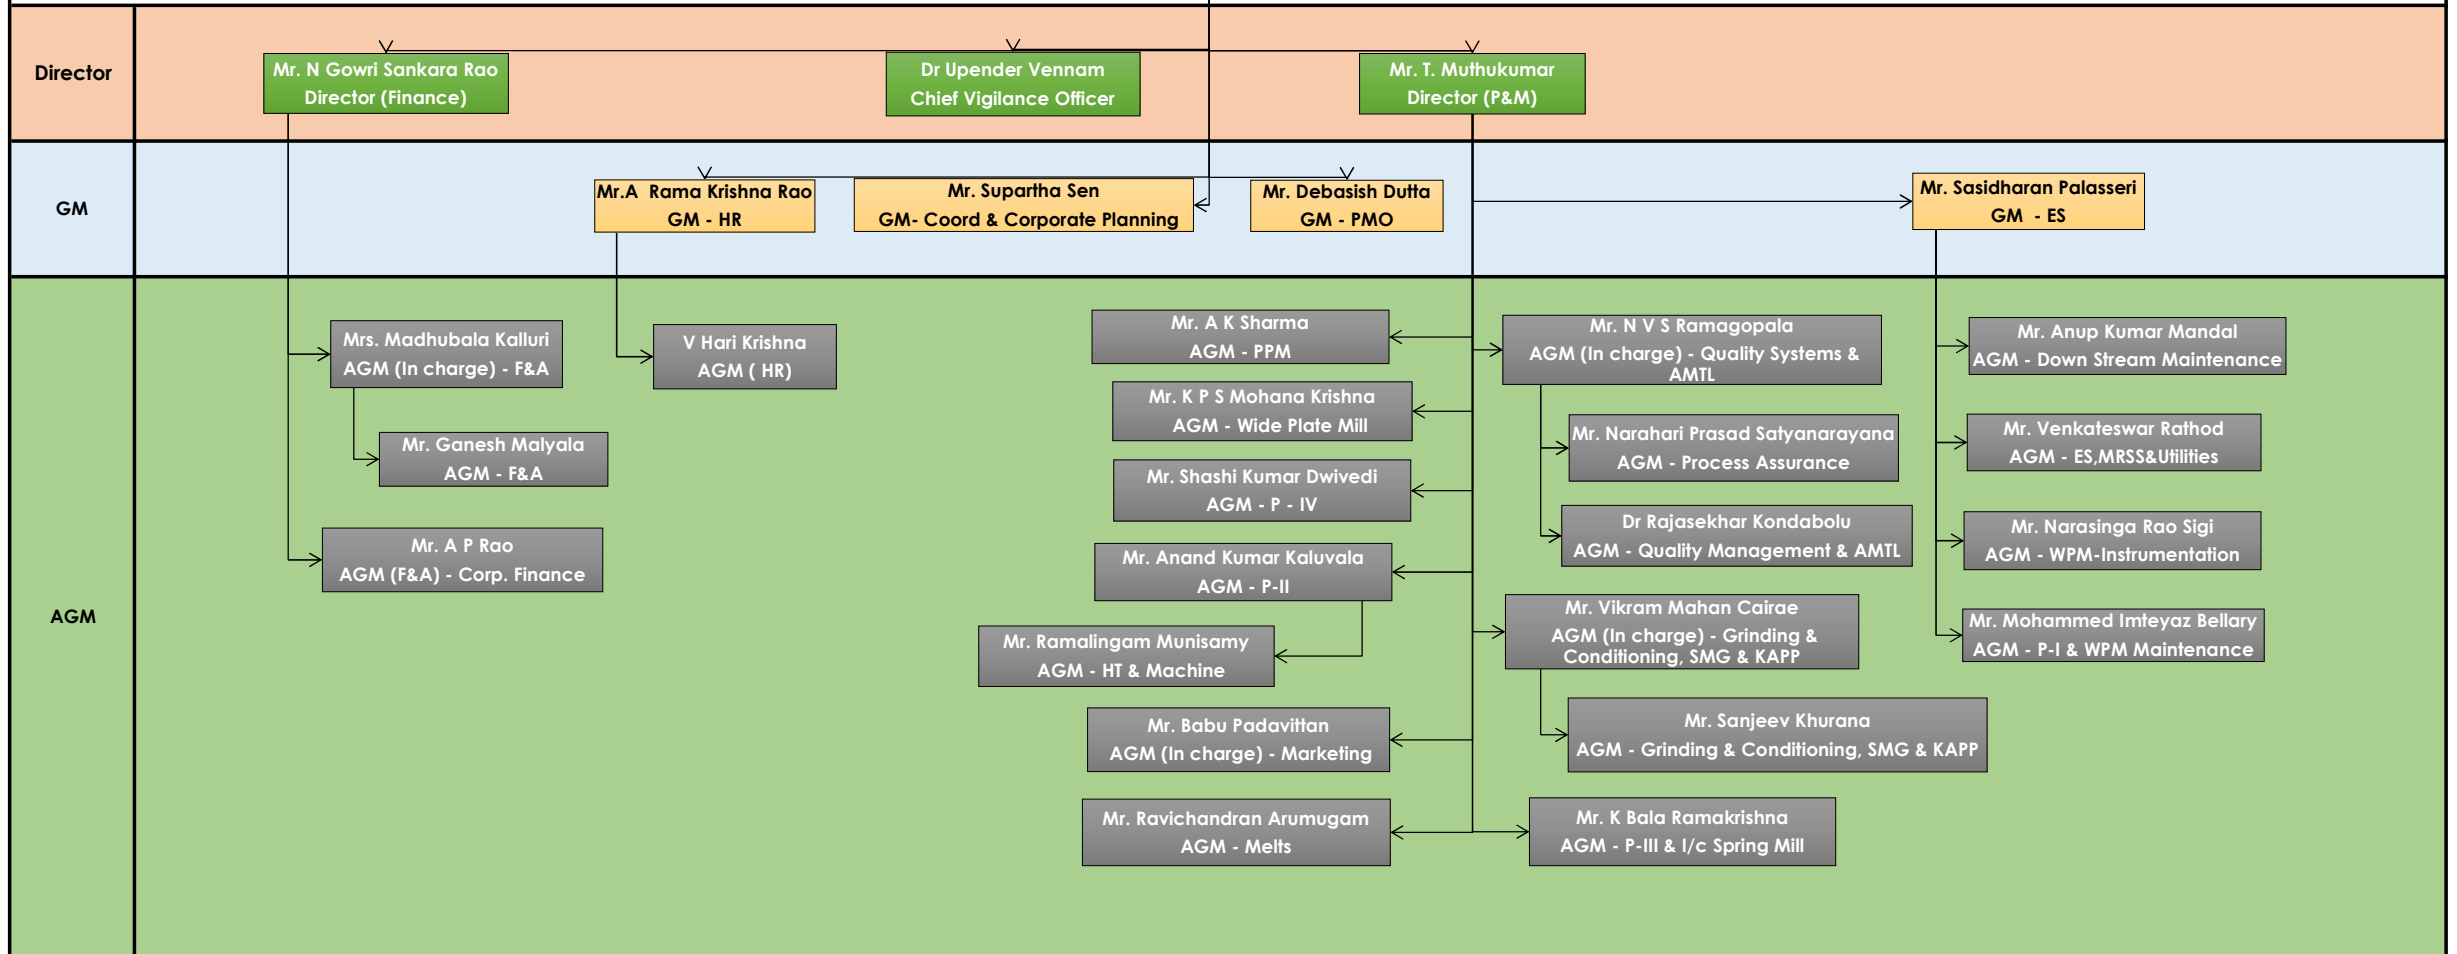 Director
Mr. N Gowri Sankara Rao
Director (Finance)
Dr Upender Vennam
Chief Vigilance Officer
Mr. T. Muthukumar
Director (P&M)
GM
Mr.A  Rama Krishna Rao
GM - HR
Mr. Supartha Sen
GM- Coord & Corporate Planning
Mr. Debasish Dutta
GM - PMO
Mr. Sasidharan Palasseri
GM  - ES
AGM
Mrs. Madhubala Kalluri
AGM (In charge) - F&A
Mr. Ganesh Malyala
AGM - F&A
Mr. A P Rao
AGM (F&A) - Corp. Finance
V Hari Krishna
AGM ( HR)
Mr. A K Sharma
AGM - PPM
Mr. K P S Mohana Krishna
AGM - Wide Plate Mill
Mr. Shashi Kumar Dwivedi
AGM - P - IV
Mr. Anand Kumar Kaluvala
AGM - P-II
Mr. Ramalingam Munisamy
AGM - HT & Machine
Mr. Babu Padavittan
AGM (In charge) - Marketing
Mr. Ravichandran Arumugam
AGM - Melts
Mr. N V S Ramagopala
AGM (In charge) - Quality Systems &
AMTL
Mr. Narahari Prasad Satyanarayana
AGM - Process Assurance
Dr Rajasekhar Kondabolu
AGM - Quality Management & AMTL
Mr. Vikram Mahan Cairae
AGM (In charge) - Grinding &
Conditioning, SMG & KAPP
Mr. Sanjeev Khurana
AGM - Grinding & Conditioning, SMG & KAPP
Mr. K Bala Ramakrishna
AGM - P-III & I/c Spring Mill
Mr. Anup Kumar Mandal
AGM - Down Stream Maintenance
Mr. Venkateswar Rathod
AGM - ES,MRSS&Utilities
Mr. Narasinga Rao Sigi
AGM - WPM-Instrumentation
Mr. Mohammed Imteyaz Bellary
AGM - P-I & WPM Maintenance